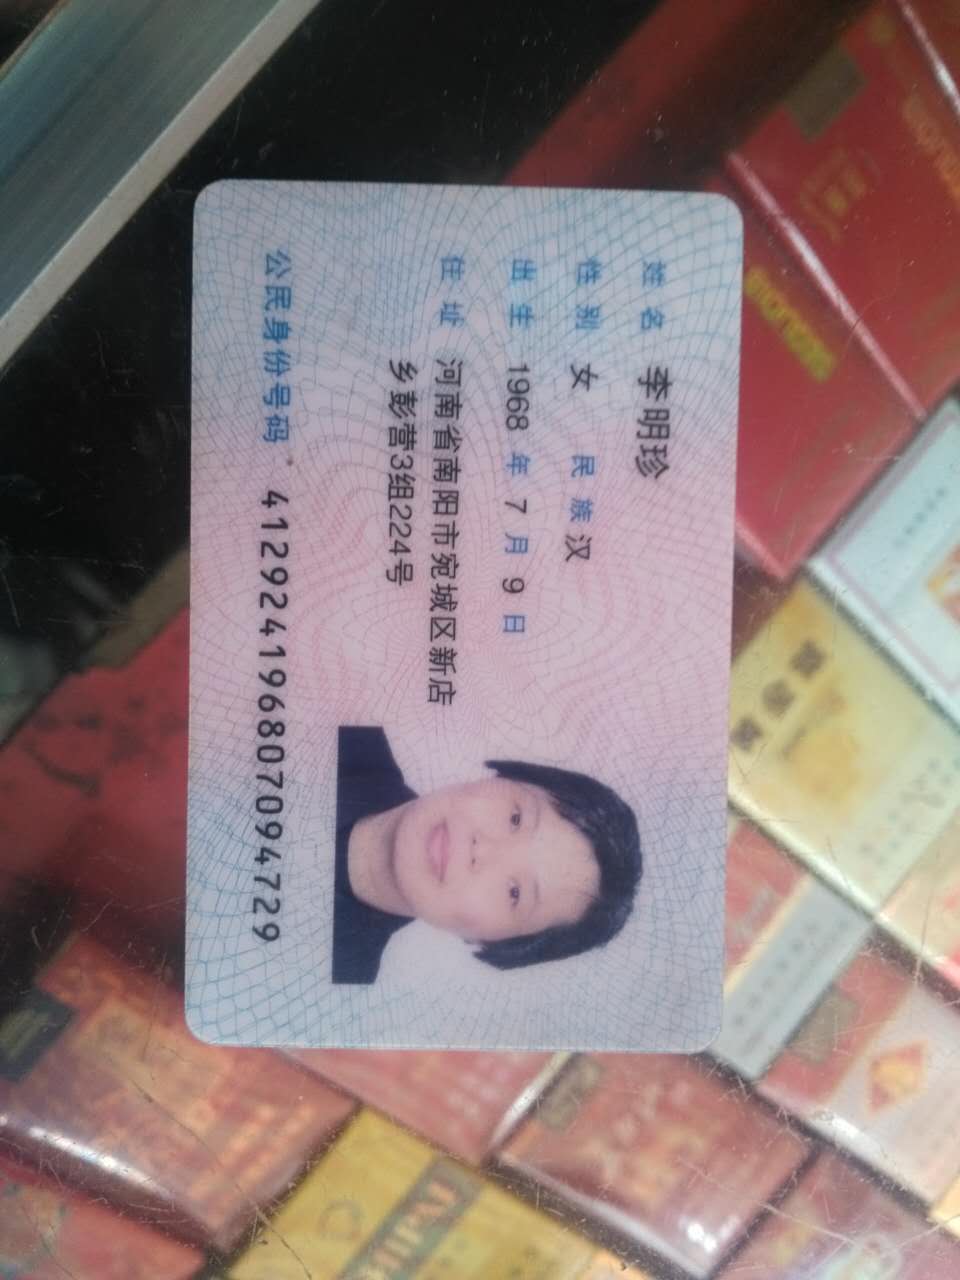 姓名 李明珍
性别 女 民族 汉
出生 1968 年 7 月 9 日
住址 河南省南阳市宛城区新店
乡彭营3组224号
公民身份号码 412924196807094729